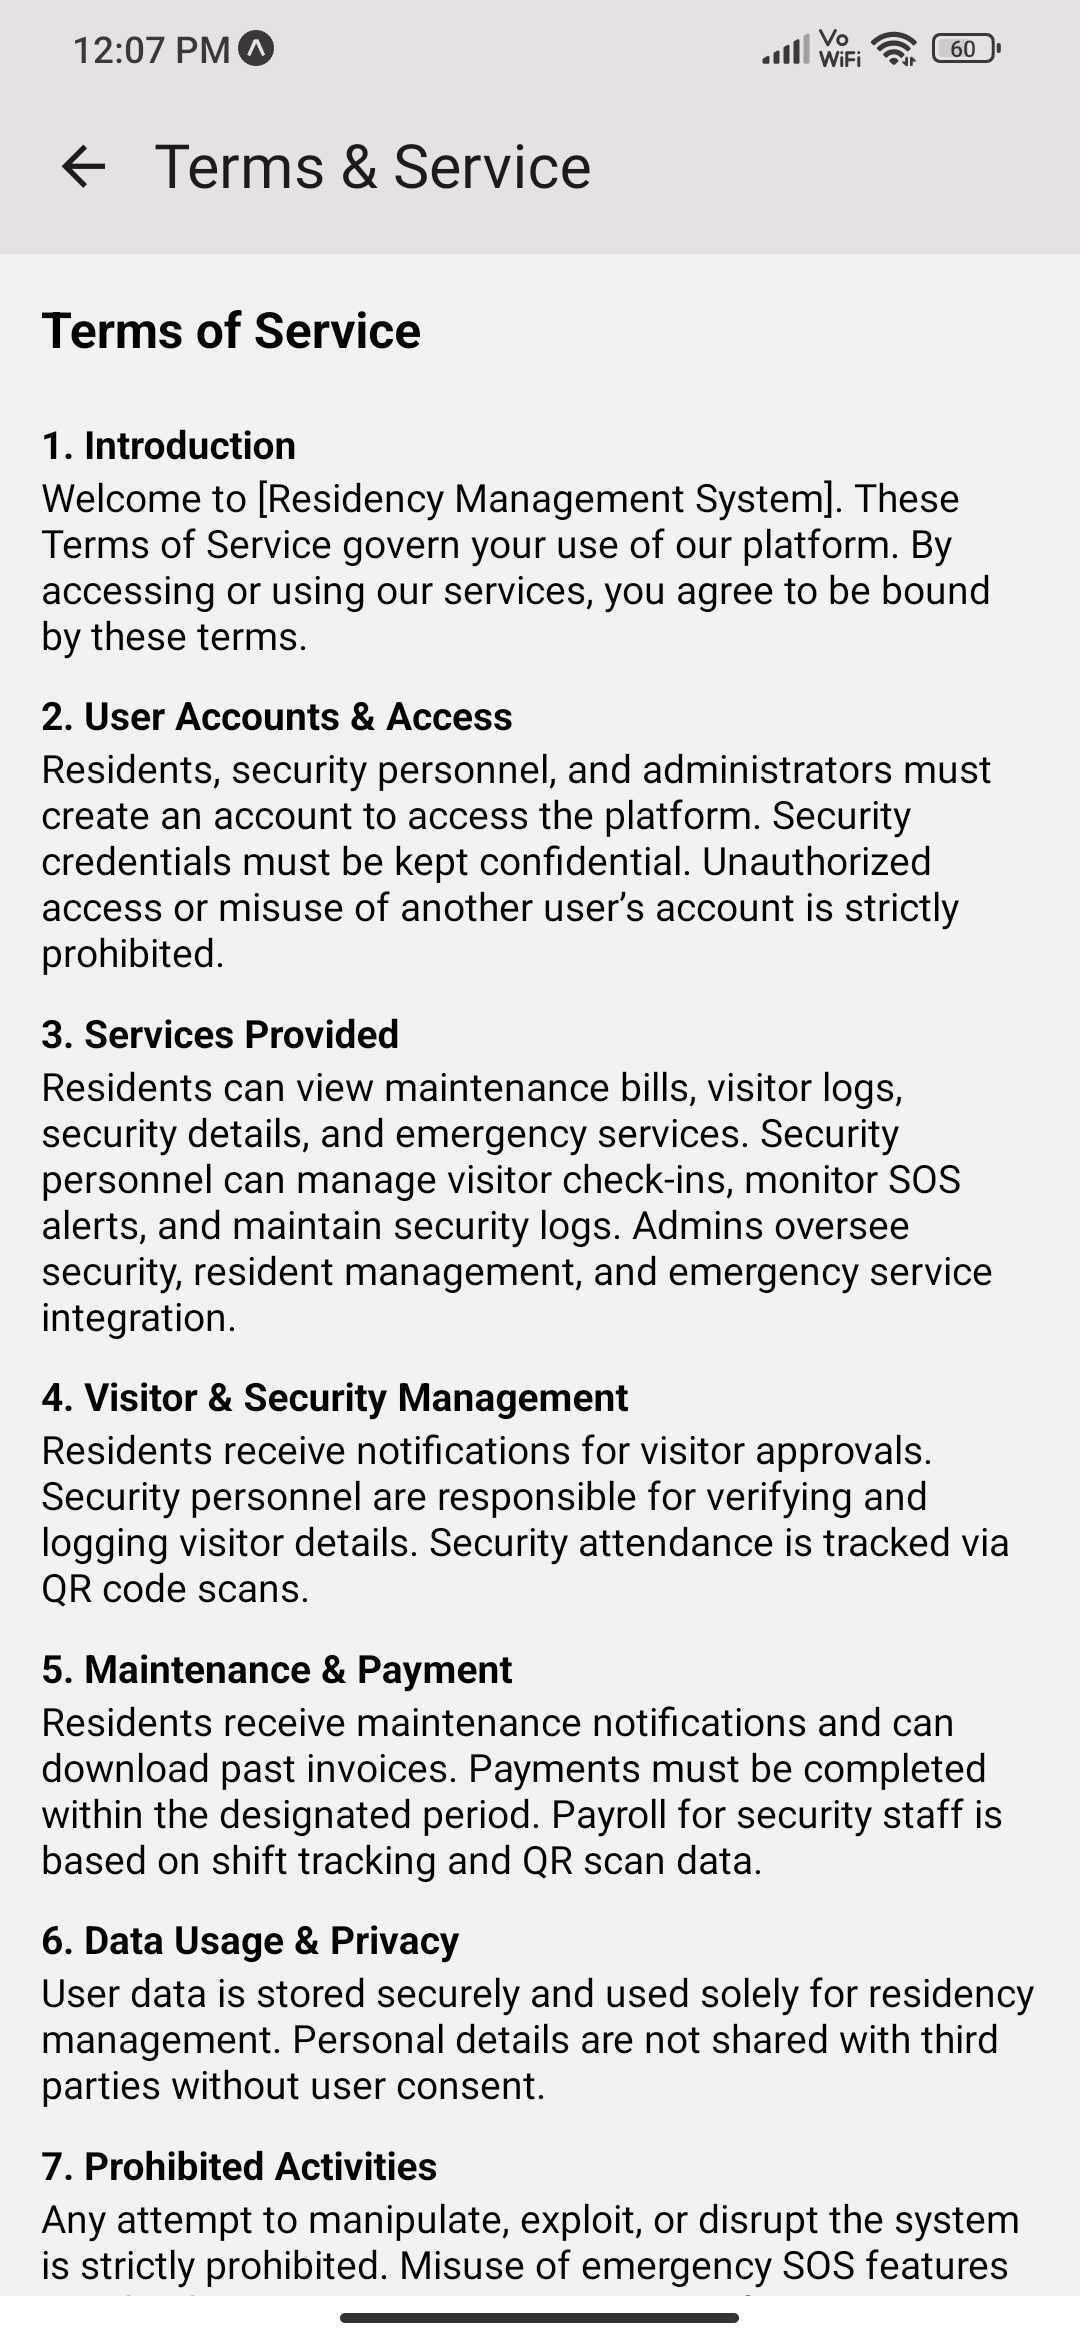 12:07 PM
Vo
WiFi
60
Terms & Service
Terms of Service
1. Introduction
Welcome to [Residency Management System]. These
Terms of Service govern your use of our platform. By
accessing or using our services, you agree to be bound
by these terms.
2. User Accounts & Access
Residents, security personnel, and administrators must
create an account to access the platform. Security
credentials must be kept confidential. Unauthorized
access or misuse of another user’s account is strictly
prohibited.
3. Services Provided
Residents can view maintenance bills, visitor logs,
security details, and emergency services. Security
personnel can manage visitor check-ins, monitor SOS
alerts, and maintain security logs. Admins oversee
security, resident management, and emergency service
integration.
4. Visitor & Security Management
Residents receive notifications for visitor approvals.
Security personnel are responsible for verifying and
logging visitor details. Security attendance is tracked via
QR code scans.
5. Maintenance & Payment
Residents receive maintenance notifications and can
download past invoices. Payments must be completed
within the designated period. Payroll for security staff is
based on shift tracking and QR scan data.
6. Data Usage & Privacy
User data is stored securely and used solely for residency
management. Personal details are not shared with third
parties without user consent.
7. Prohibited Activities
Any attempt to manipulate, exploit, or disrupt the system
is strictly prohibited. Misuse of emergency SOS features